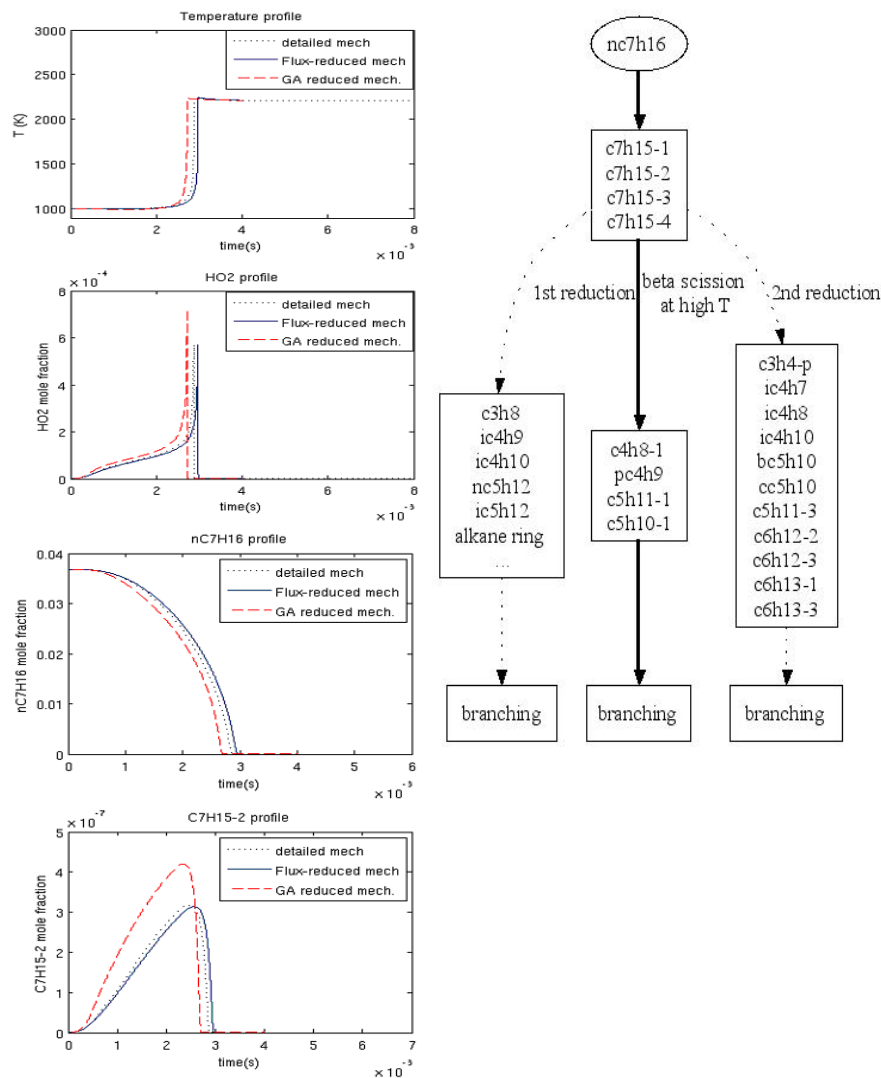 Temperature profile
3000
2500
2000
1500
1000
T (K)
detailed mech
Flux-reduced mech
GA reduced mech.
0 2 4 6 8
time(s)
× 10⁻³
× 10⁻⁴
HO2 profile
8
6
4
2
0
HO2 mole fraction
detailed mech
Flux-reduced mech
GA reduced mech.
0 2 4 6 8
time(s)
× 10⁻³
nC7H16 profile
0.04
0.03
0.02
0.01
0
nC7H16 mole fraction
detailed mech
Flux-reduced mech
GA reduced mech.
0 1 2 3 4 5 6
time(s)
× 10⁻³
× 10⁻⁷
C7H15-2 profile
5
4
3
2
1
0
C7H15-2 mole fraction
detailed mech
Flux-reduced mech
GA reduced mech.
0 1 2 3 4 5 6 7
time(s)
× 10⁻³
nc7h16
c7h15-1
c7h15-2
c7h15-3
c7h15-4
1st reduction
beta scission
at high T
2nd reduction
c3h8
ic4h9
ic4h10
nc5h12
ic5h12
alkane ring
...
c4h8-1
pc4h9
c5h11-1
c5h10-1
c3h4-p
ic4h7
ic4h8
ic4h10
bc5h10
cc5h10
c5h11-3
c6h12-2
c6h12-3
c6h13-1
c6h13-3
branching
branching
branching